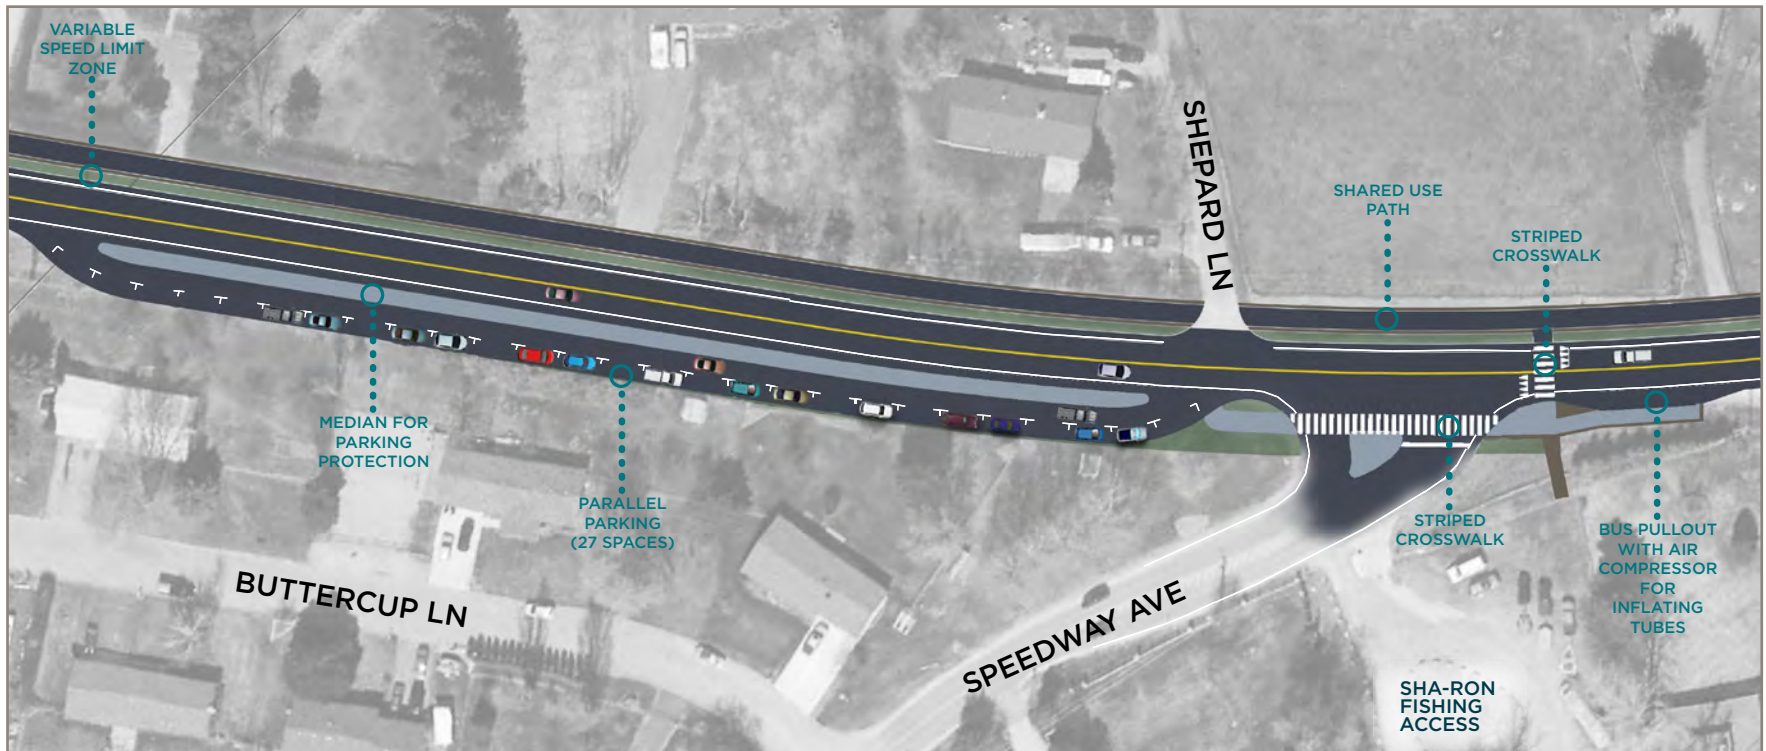 VARIABLE
SPEED LIMIT
ZONE
SHEPARD LN
SHARED USE
PATH
STRIPED
CROSSWALK
MEDIAN FOR
PARKING
PROTECTION
PARALLEL
PARKING
(27 SPACES)
STRIPED
CROSSWALK
BUS PULLOUT
WITH AIR
COMPRESSOR
FOR
INFLATING
TUBES
BUTTERCUP LN
SPEEDWAY AVE
SHA-RON
FISHING
ACCESS